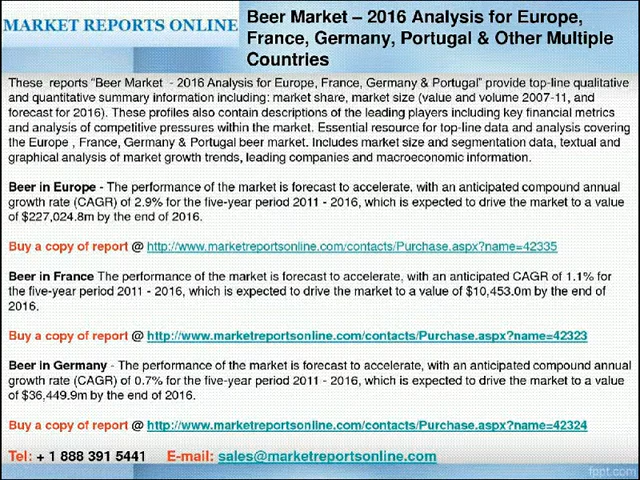 MARKET REPORTS ONLINE
Beer Market – 2016 Analysis for Europe,
France, Germany, Portugal & Other Multiple
Countries
These reports “Beer Market - 2016 Analysis for Europe, France, Germany & Portugal” provide top-line qualitative
and quantitative summary information including: market share, market size (value and volume 2007-11, and
forecast for 2016). These profiles also contain descriptions of the leading players including key financial metrics
and analysis of competitive pressures within the market. Essential resource for top-line data and analysis covering
the Europe , France, Germany & Portugal beer market. Includes market size and segmentation data, textual and
graphical analysis of market growth trends, leading companies and macroeconomic information.
Beer in Europe - The performance of the market is forecast to accelerate, with an anticipated compound annual
growth rate (CAGR) of 2.9% for the five-year period 2011 - 2016, which is expected to drive the market to a value
of $227,024.8m by the end of 2016.
Buy a copy of report @ http://www.marketreportsonline.com/contacts/Purchase.aspx?name=42335
Beer in France The performance of the market is forecast to accelerate, with an anticipated CAGR of 1.1% for
the five-year period 2011 - 2016, which is expected to drive the market to a value of $10,453.0m by the end of
2016.
Buy a copy of report @ http://www.marketreportsonline.com/contacts/Purchase.aspx?name=42323
Beer in Germany - The performance of the market is forecast to accelerate, with an anticipated compound annual
growth rate (CAGR) of 0.7% for the five-year period 2011 - 2016, which is expected to drive the market to a value
of $36,449.9m by the end of 2016.
Buy a copy of report @ http://www.marketreportsonline.com/contacts/Purchase.aspx?name=42324
Tel: + 1 888 391 5441 E-mail: sales@marketreportsonline.com
fppt.com